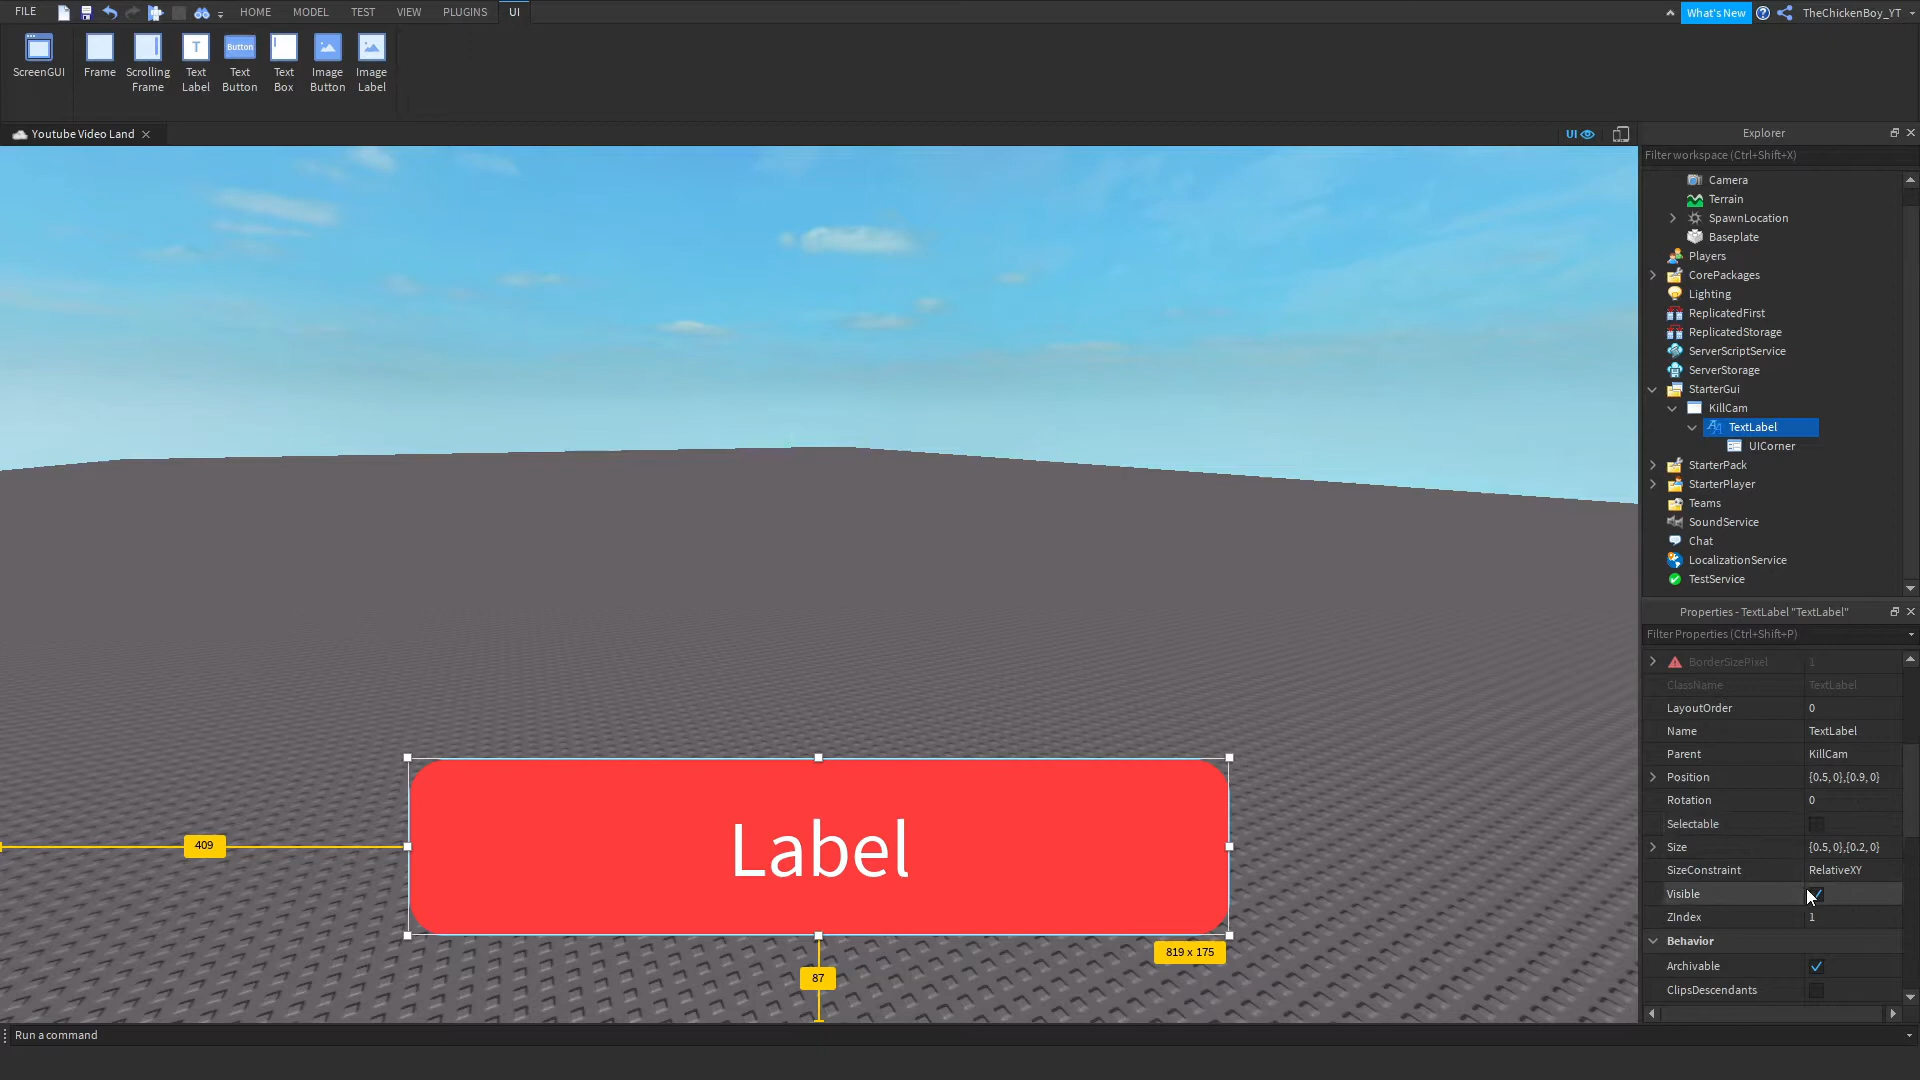 FILE
HOME
MODEL
TEST
VIEW
PLUGINS
UI
What's New
TheChickenBoy_YT
ScreenGUI
Frame
Scrolling
Frame
T
Text
Label
Button
Text
Button
Text
Box
Image
Button
Image
Label
Youtube Video Land
UI
Explorer
Filter workspace (Ctrl+Shift+X)
Camera
Terrain
SpawnLocation
Baseplate
Players
CorePackages
Lighting
ReplicatedFirst
ReplicatedStorage
ServerScriptService
ServerStorage
StarterGui
KillCam
TextLabel
UICorner
StarterPack
StarterPlayer
Teams
SoundService
Chat
LocalizationService
TestService
Properties - TextLabel "TextLabel"
Filter Properties (Ctrl+Shift+P)
BorderSizePixel 1
ClassName TextLabel
LayoutOrder 0
Name TextLabel
Parent KillCam
Position {0.5, 0},{0.9, 0}
Rotation 0
Selectable
Size {0.5, 0},{0.2, 0}
SizeConstraint RelativeXY
Visible
ZIndex 1
Behavior
Archivable
ClipsDescendants
Label
409
819 x 175
87
Run a command